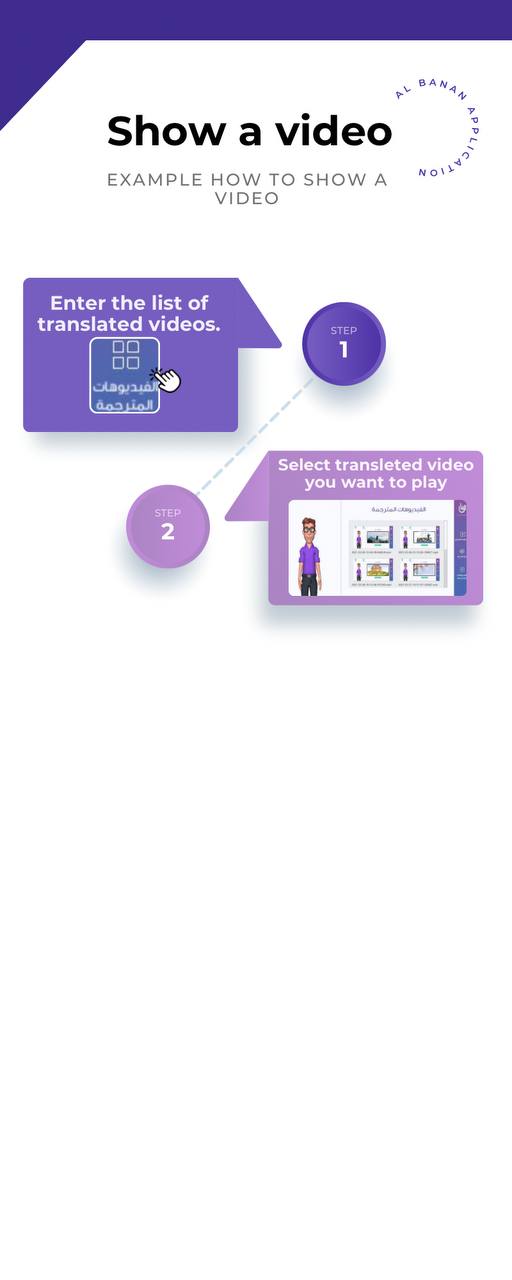 AL BANAN APPLICATION
Show a video
EXAMPLE HOW TO SHOW A
VIDEO
Enter the list of
translated videos.
الفيديوهات
المترجمة
STEP
1
Select transleted video
you want to play
الفيديوهات المترجمة
STEP
2